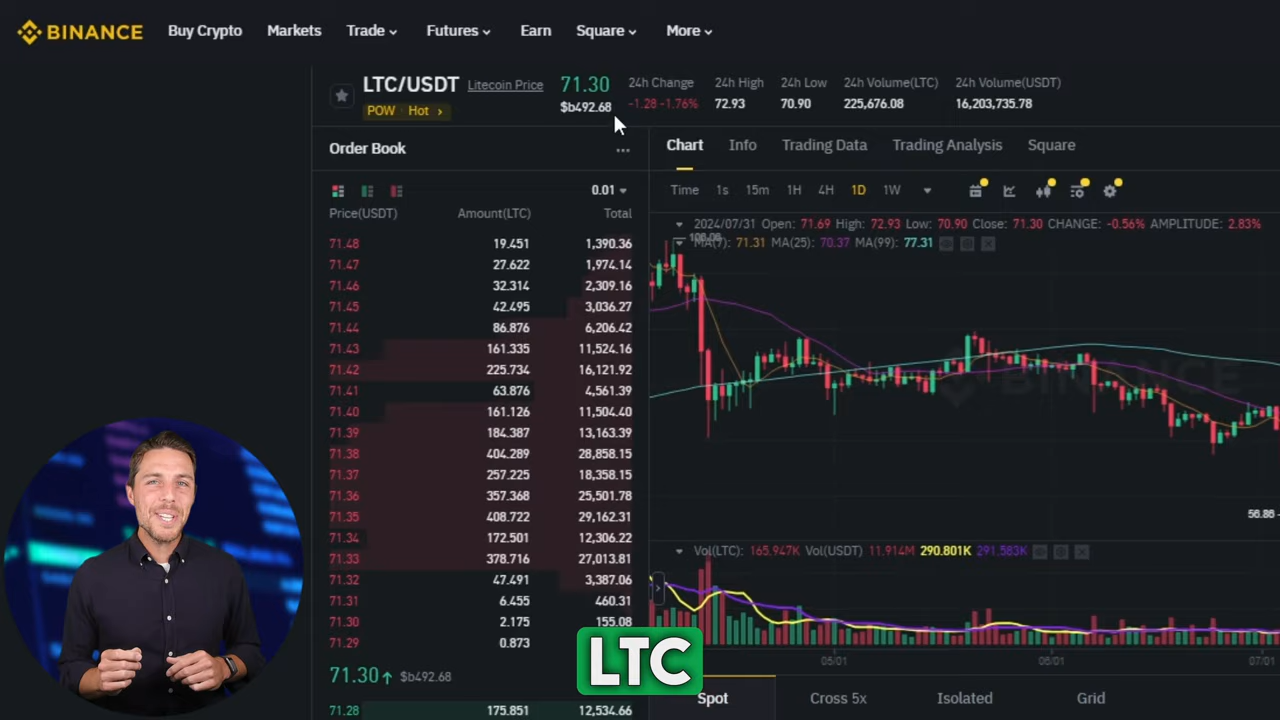 BINANCE Buy Crypto Markets Trade Futures Earn Square More
LTC/USDT Litecoin Price
POW Hot
71.30
$b492.68
24h Change
-1.28 -1.76%
24h High
72.93
24h Low
70.90
24h Volume(LTC)
225,676.08
24h Volume(USDT)
16,203,735.78
Order Book
0.01
Price(USDT) Amount(LTC) Total
71.48 19.451 1,390.36
71.47 27.622 1,974.14
71.46 32.314 2,309.16
71.45 42.495 3,036.27
71.44 86.876 6,206.42
71.43 161.335 11,524.16
71.42 225.734 16,121.92
71.41 63.876 4,561.39
71.40 161.126 11,504.40
71.39 184.387 13,163.39
71.38 404.289 28,858.15
71.37 257.225 18,358.15
71.36 357.368 25,501.78
71.35 408.722 29,162.31
71.34 172.501 12,306.22
71.33 378.716 27,013.81
71.32 47.491 3,387.06
71.31 6.455 460.31
71.30 2.175 155.08
71.29 0.873
71.30 $b492.68
71.28 175.851 12,534.66
Chart Info Trading Data Trading Analysis Square
Time 1s 15m 1H 4H 1D 1W
2024/07/31 Open: 71.69 High: 72.93 Low: 70.90 Close: 71.30 CHANGE: -0.56% AMPLITUDE: 2.83%
MA(7): 71.31 MA(25): 70.37 MA(99): 77.31
BINANCE
Vol(LTC): 165.947K Vol(USDT) 11.914M 290.801K 291.583K
05/01 06/01 07/01
LTC
Spot Cross 5x Isolated Grid